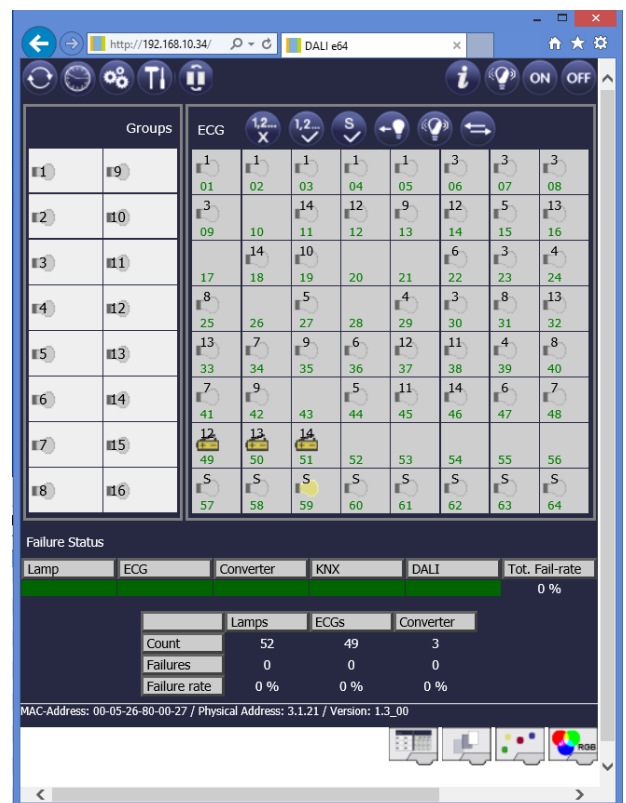 http://192.168.10.34/ DALI e64
i ON OFF
Groups ECG 1,2... X 1,2... S
1 9 1 1 1 1 1 3 3 3
01 02 03 04 05 06 07 08
2 10 3 14 12 9 12 5 13
09 10 11 12 13 14 15 16
3 11 14 10 6 3 4
17 18 19 20 21 22 23 24
4 12 8 5 4 3 8 13
25 26 27 28 29 30 31 32
5 13 13 7 9 6 12 11 4 8
33 34 35 36 37 38 39 40
6 14 7 9 5 11 14 6 7
41 42 43 44 45 46 47 48
7 15 12 13 14
49 50 51 52 53 54 55 56
8 16 S S S S S S S S
57 58 59 60 61 62 63 64
Failure Status
Lamp ECG Converter KNX DALI Tot. Fail-rate
0 %
Lamps ECGs Converter
Count 52 49 3
Failures 0 0 0
Failure rate 0 % 0 % 0 %
MAC-Address: 00-05-26-80-00-27 / Physical Address: 3.1.21 / Version: 1.3_00
RGB